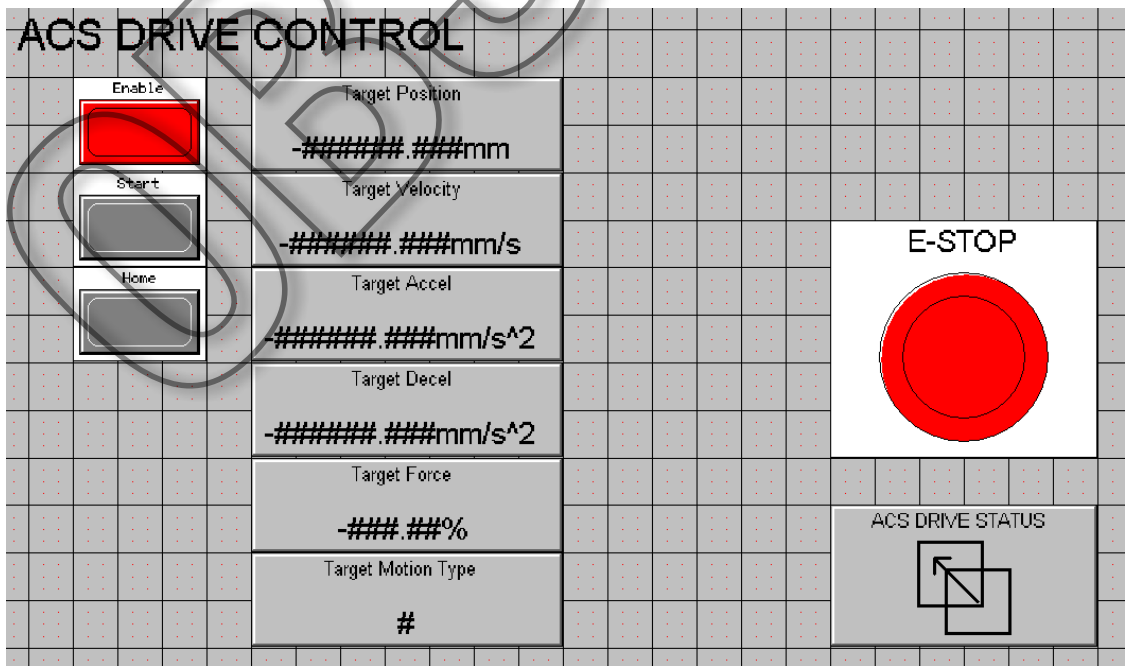 ACS DRIVE CONTROL
Enable
Start
Home
Target Position
-######.###mm
Target Velocity
-######.###mm/s
Target Accel
-######.###mm/s^2
Target Decel
-######.###mm/s^2
Target Force
-###.##%
Target Motion Type
#
E-STOP
ACS DRIVE STATUS